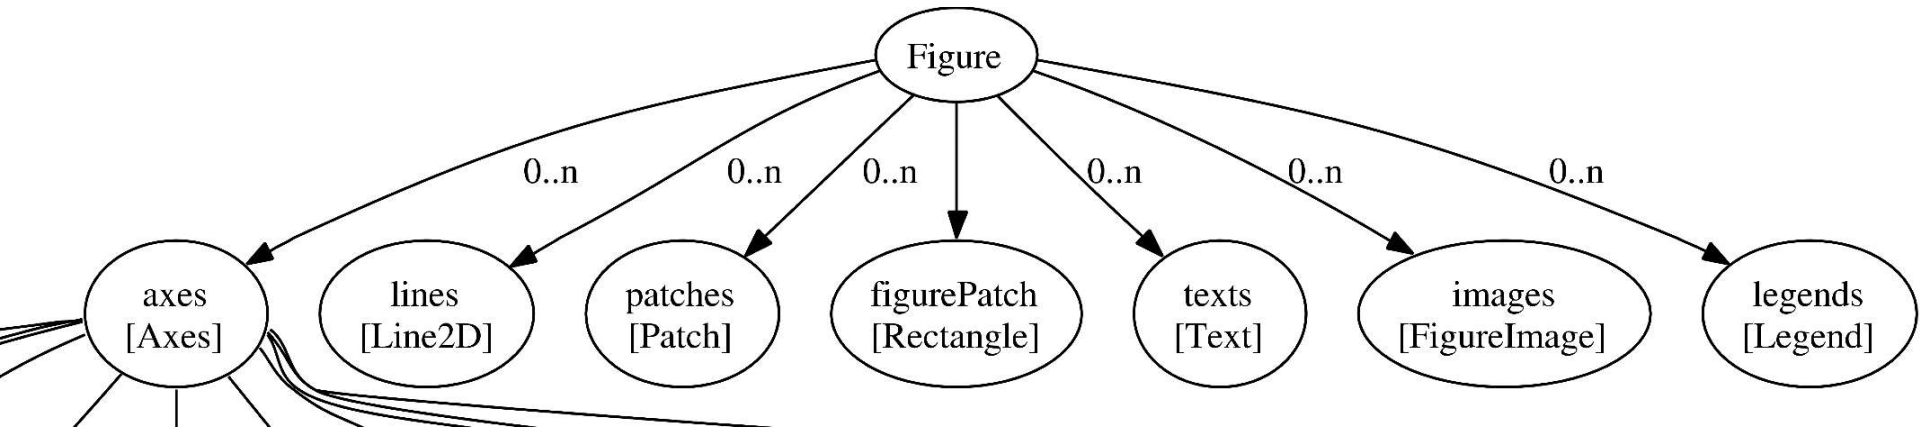 Figure
0..n
0..n
0..n
0..n
0..n
0..n
axes
[Axes]
lines
[Line2D]
patches
[Patch]
figurePatch
[Rectangle]
texts
[Text]
images
[FigureImage]
legends
[Legend]